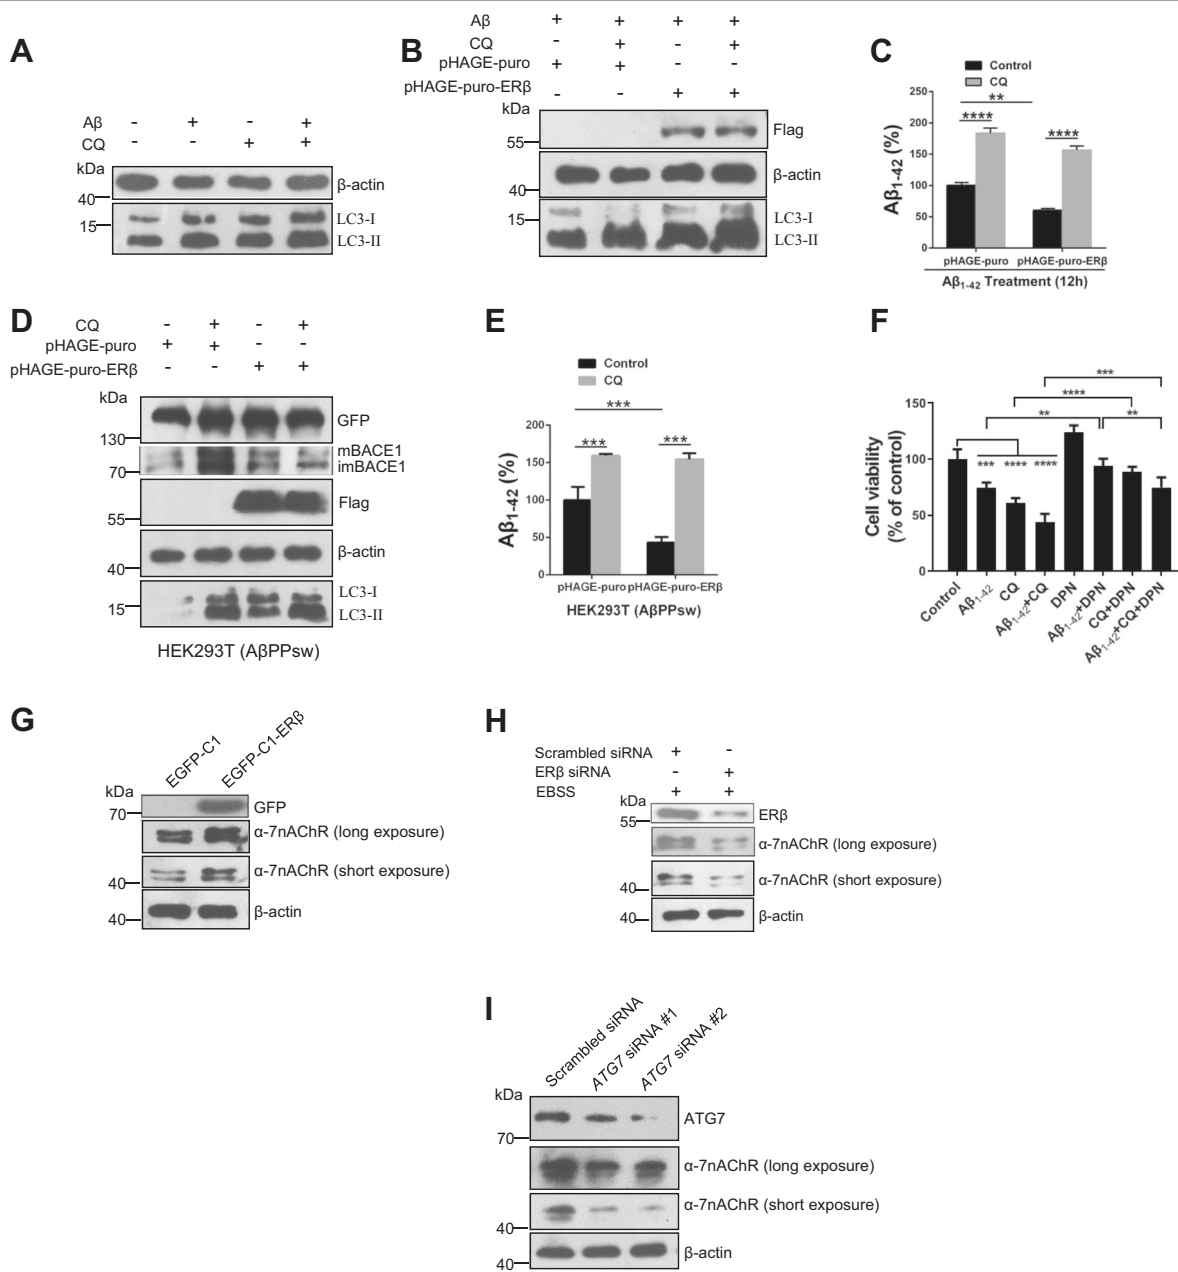 A
Aβ - + - +
CQ - - + +
kDa
40
15
β-actin
LC3-I
LC3-II
B
Aβ + + + +
CQ - + - +
pHAGE-puro + + - -
pHAGE-puro-ERβ - - + +
kDa
55
40
15
Flag
β-actin
LC3-I
LC3-II
C
Control
CQ
Aβ1-42 (%)
250
200
150
100
50
0
**
****
****
pHAGE-puro pHAGE-puro-ERβ
Aβ1-42 Treatment (12h)
D
CQ - + - +
pHAGE-puro + + - -
pHAGE-puro-ERβ - - + +
kDa
130
70
55
40
15
GFP
mBACE1
imBACE1
Flag
β-actin
LC3-I
LC3-II
HEK293T (AβPPsw)
E
Control
CQ
Aβ1-42 (%)
200
150
100
50
0
***
***
***
pHAGE-puro pHAGE-puro-ERβ
HEK293T (AβPPsw)
F
Cell viability
(% of control)
150
100
50
0
***
****
** **
*** **** ****
Control
Aβ1-42
CQ
Aβ1-42+CQ
DPN
Aβ1-42+DPN
CQ+DPN
Aβ1-42+CQ+DPN
G
EGFP-C1
EGFP-C1-ERβ
kDa
70
40
40
GFP
α-7nAChR (long exposure)
α-7nAChR (short exposure)
β-actin
H
Scrambled siRNA + -
ERβ siRNA - +
EBSS + +
kDa
55
40
40
ERβ
α-7nAChR (long exposure)
α-7nAChR (short exposure)
β-actin
I
Scrambled siRNA
ATG7 siRNA #1
ATG7 siRNA #2
kDa
70
40
40
ATG7
α-7nAChR (long exposure)
α-7nAChR (short exposure)
β-actin